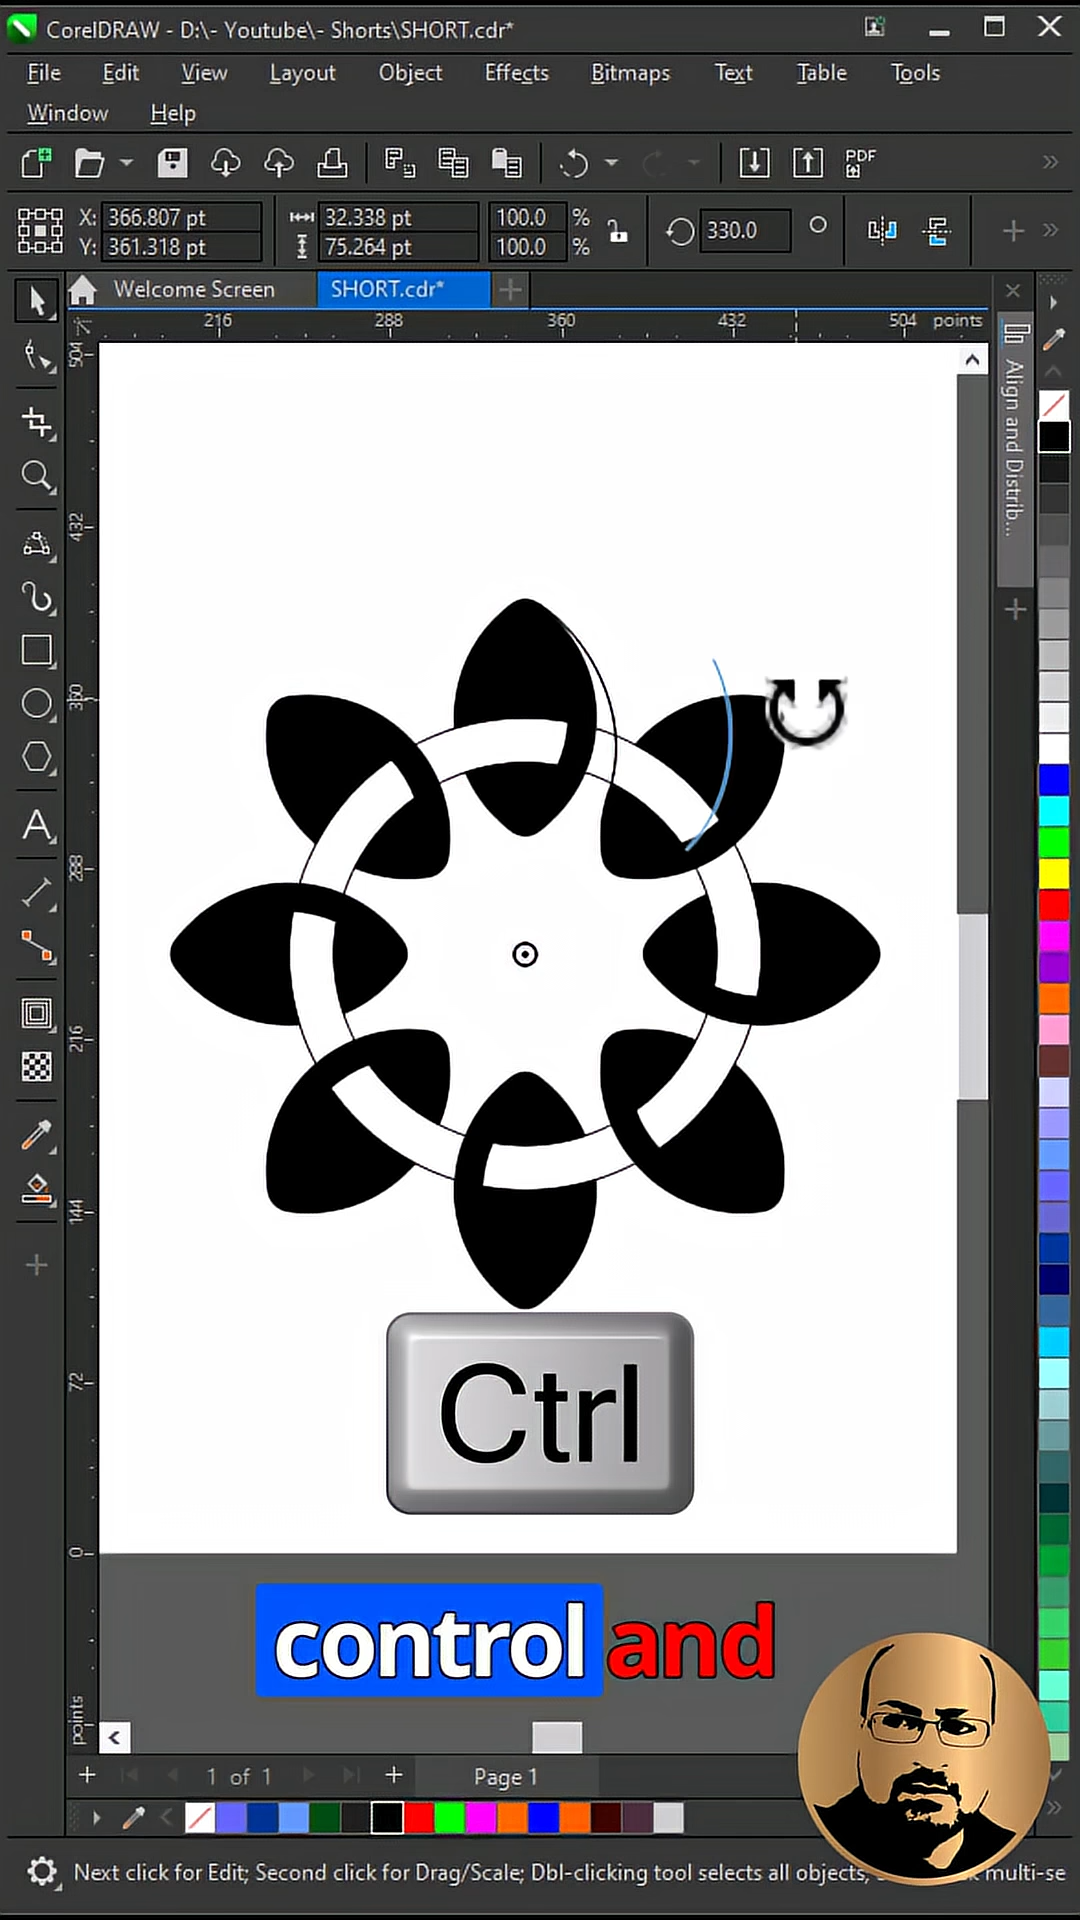 CorelDRAW - D:\- Youtube\- Shorts\SHORT.cdr*
File Edit View Layout Object Effects Bitmaps Text Table Tools
Window Help
PDF
X: 366.807 pt 32.338 pt 100.0 % 330.0
Y: 361.318 pt 75.264 pt 100.0 %
Welcome Screen SHORT.cdr*
216 288 360 432 504 points
504
432
360
288
216
144
72
0
points
Align and Distrib...
Ctrl
control and
1 of 1 Page 1
Next click for Edit; Second click for Drag/Scale; Dbl-clicking tool selects all objects; multi-se